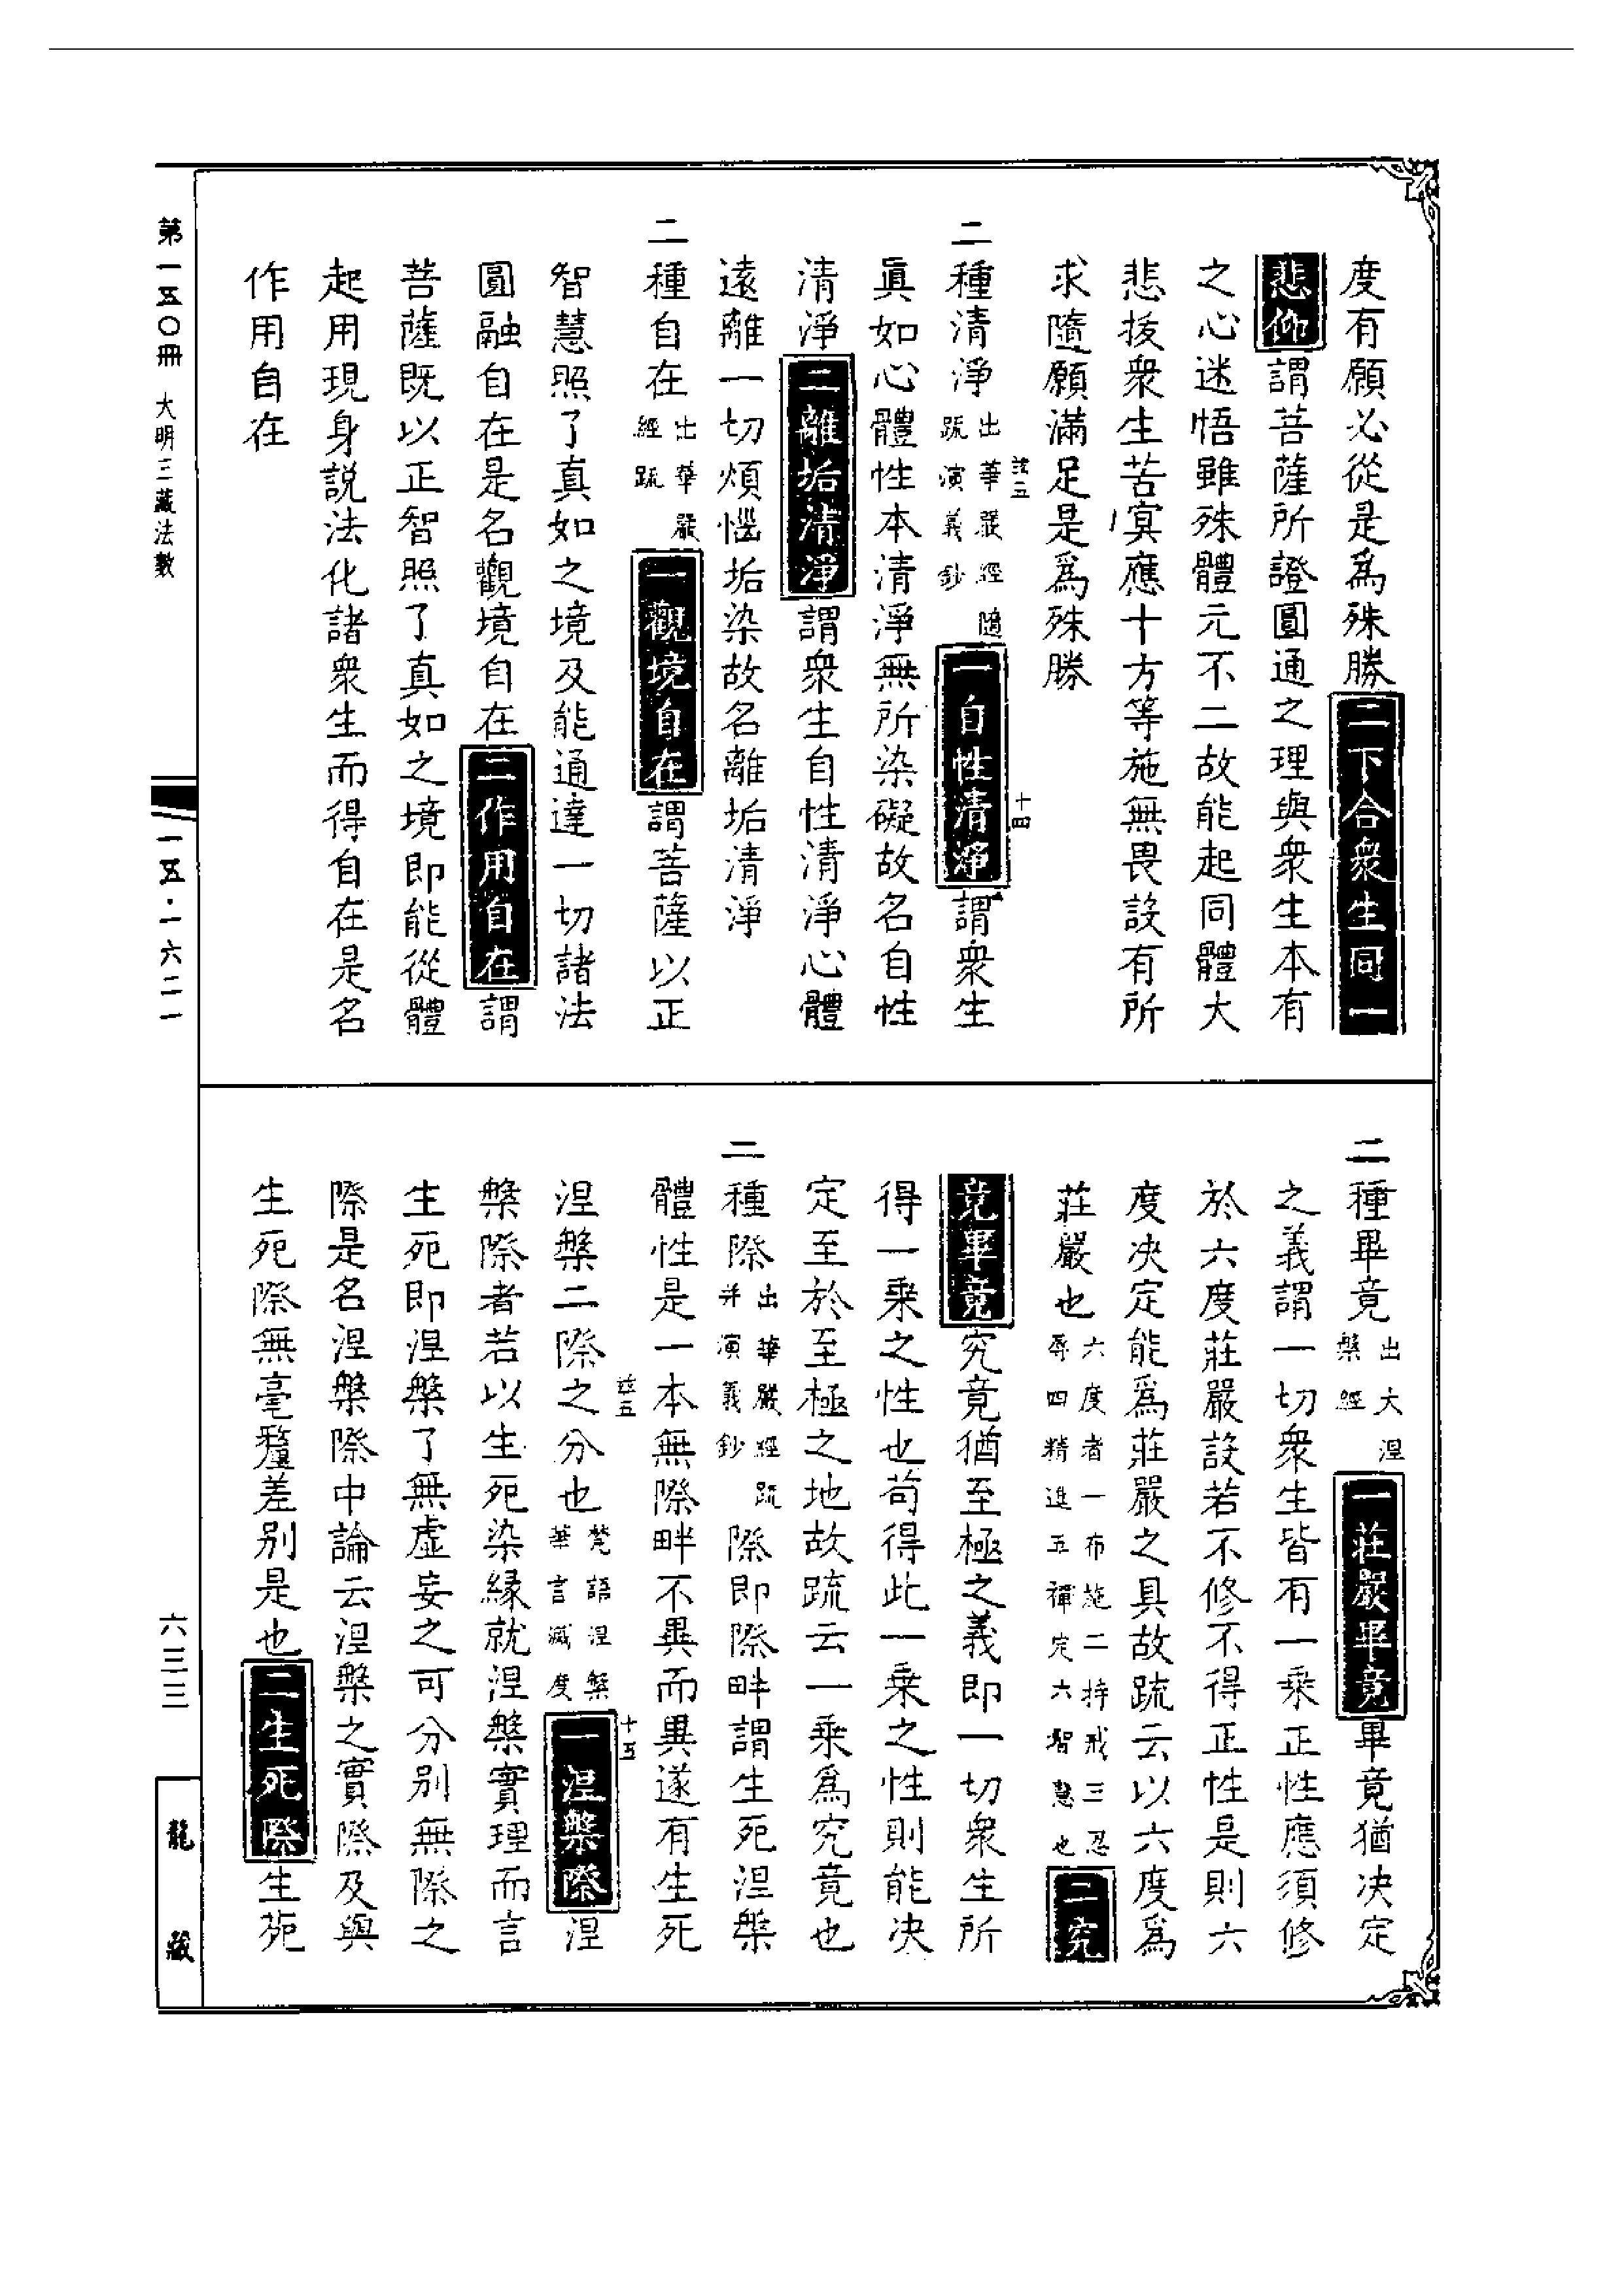 度有願必從是爲殊勝二下合衆生同一
悲仰謂菩薩所證圓通之理與衆生本有
之心迷悟雖殊體元不二故能起同體大
悲拔衆生苦冥應十方等施無畏設有所
求隨願滿足是爲殊勝
二種清淨出華嚴經隨疏演義鈔一自性清淨謂衆生
眞如心體性本清淨無所染礙故名自性
清淨二離垢清淨謂衆生自性清淨心體
遠離一切煩惱垢染故名離垢清淨
二種自在出華嚴經疏一觀境自在謂菩薩以正
智慧照了真如之境及能通達一切諸法
圓融自在是名觀境自在二作用自在謂
菩薩既以正智照了真如之境即能從體
起用現身説法化諸衆生而得自在是名
作用自在
二種畢竟出大涅槃經一莊嚴畢竟畢竟猶决定
之義謂一切衆生皆有一乘正性應須修
於六度莊嚴設若不修不得正性是則六
度决定能爲莊嚴之具故疏云以六度爲
莊嚴也六度者一布施二持戒三忍辱四精進五禪定六智慧也二究
竟畢竟究竟猶至極之義即一切衆生所
得一乘之性也苟得此一乘之性則能决
定至於至極之地故疏云一乘爲究竟也
二種際出華嚴經疏并演義鈔際即際畔謂生死涅槃
體性是一本無際畔不異而異遂有生死
涅槃二際之分也梵語涅槃華言滅度一涅槃際涅
槃際者若以生死染緣就涅槃實理而言
生死即涅槃了無虛妄之可分別無際之
際是名涅槃際中論云涅槃之實際及與
生死際無毫釐差别是也二生死際生死
第一五〇冊 大明三藏法數
一五·一六二一
六三三
龍藏
茲五
十四
茲五
十五